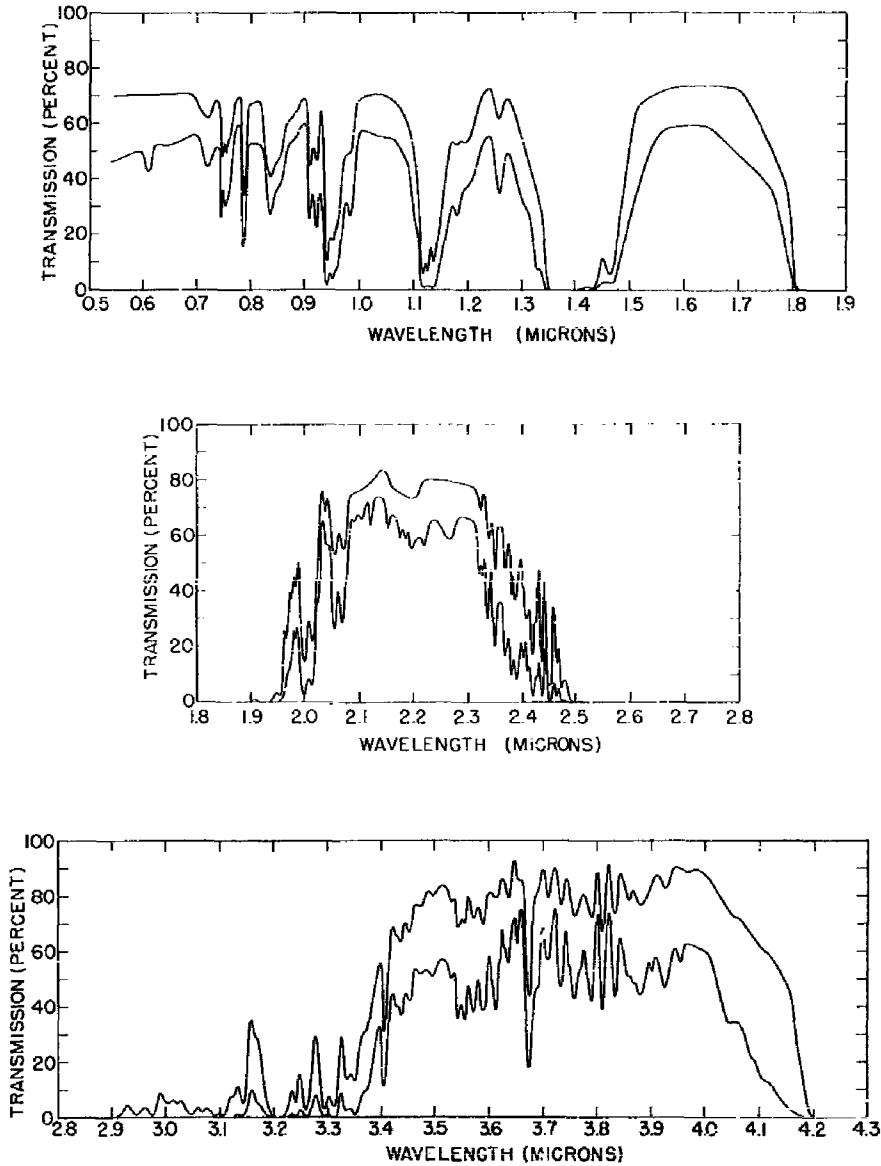 TRANSMISSION (PERCENT)
100
80
60
40
20
0
0.5 0.6 0.7 0.8 0.9 1.0 1.1 1.2 1.3 1.4 1.5 1.6 1.7 1.8 1.9
WAVELENGTH (MICRONS)
TRANSMISSION (PERCENT)
100
80
60
40
20
0
1.8 1.9 2.0 2.1 2.2 2.3 2.4 2.5 2.6 2.7 2.8
WAVELENGTH (MICRONS)
TRANSMISSION (PERCENT)
100
80
60
40
20
0
2.8 2.9 3.0 3.1 3.2 3.3 3.4 3.5 3.6 3.7 3.8 3.9 4.0 4.1 4.2 4.3
WAVELENGTH (MICRONS)